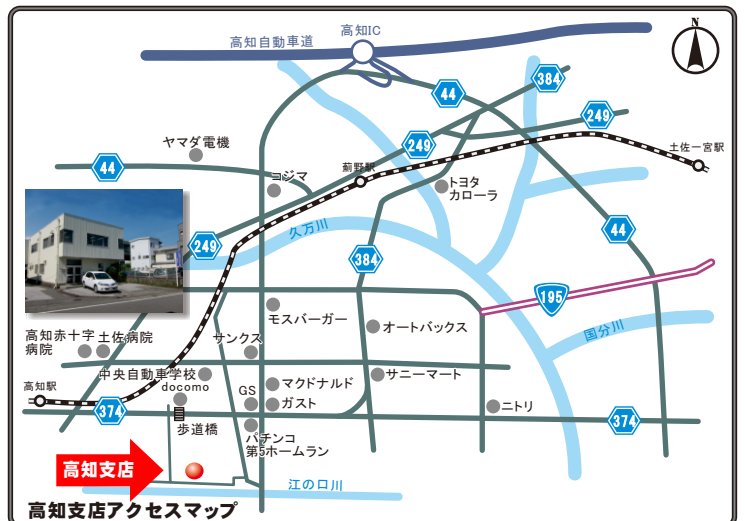 高知IC
高知自動車道
N
384
44
249
ヤマダ電機
249
薊野駅
土佐一宮駅
44
コジマ
トヨタ
カローラ
久万川
44
249
384
195
モスバーガー
オートバックス
国分川
高知赤十字
病院
土佐病院
サンクス
中央自動車学校
docomo
マクドナルド
サニーマート
高知駅
GS
ガスト
ニトリ
374
374
歩道橋
パチンコ
第5ホームラン
高知支店
江の口川
高知支店アクセスマップ